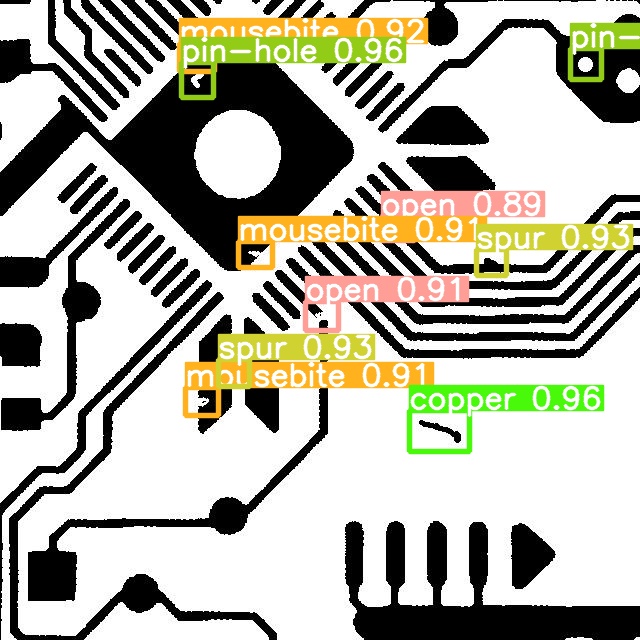 mousebite 0.92
pin-hole 0.96
pin-
open 0.89
mousebite 0.91
spur 0.93
open 0.91
spur 0.93
mousebite 0.91
copper 0.96